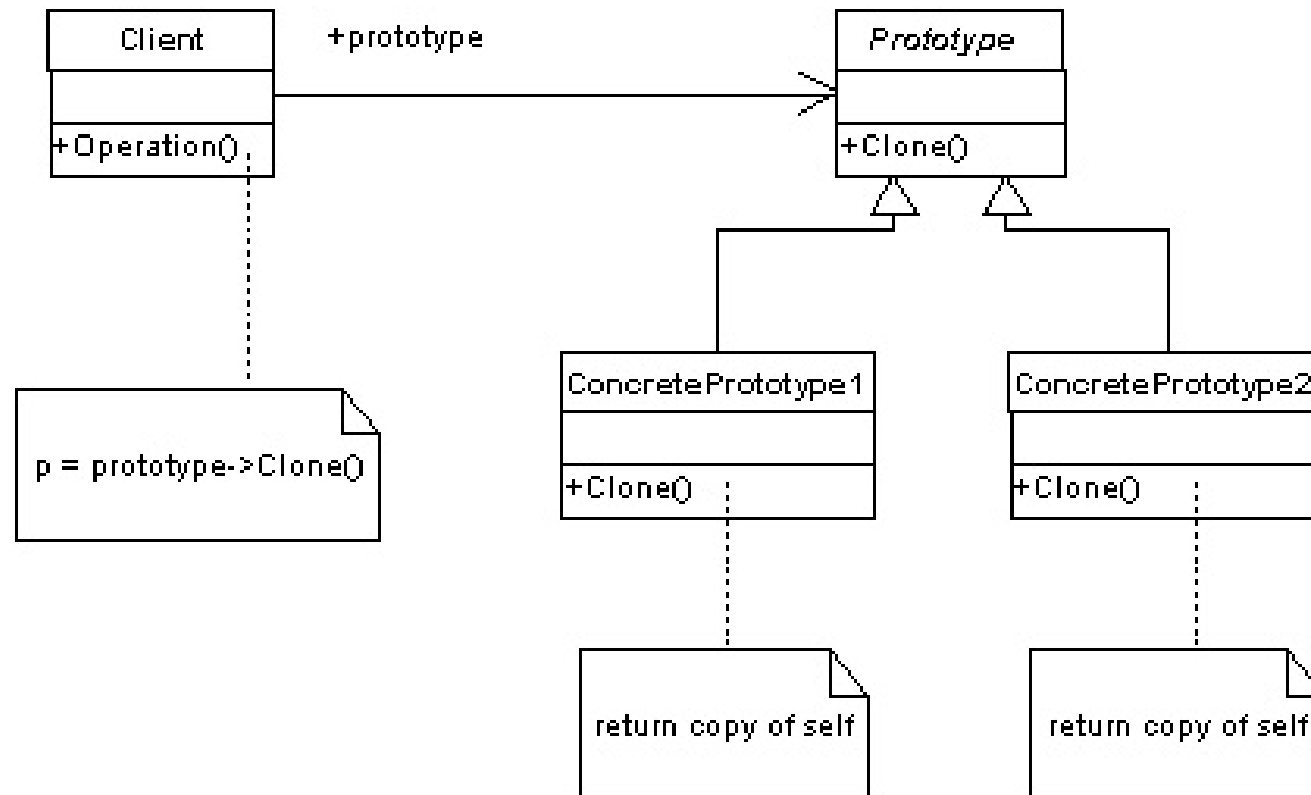 Client
+prototype
Prototype
+Operation()
+Clone()
ConcretePrototype1
ConcretePrototype2
p = prototype->Clone()
+Clone()
+Clone()
return copy of self
return copy of self